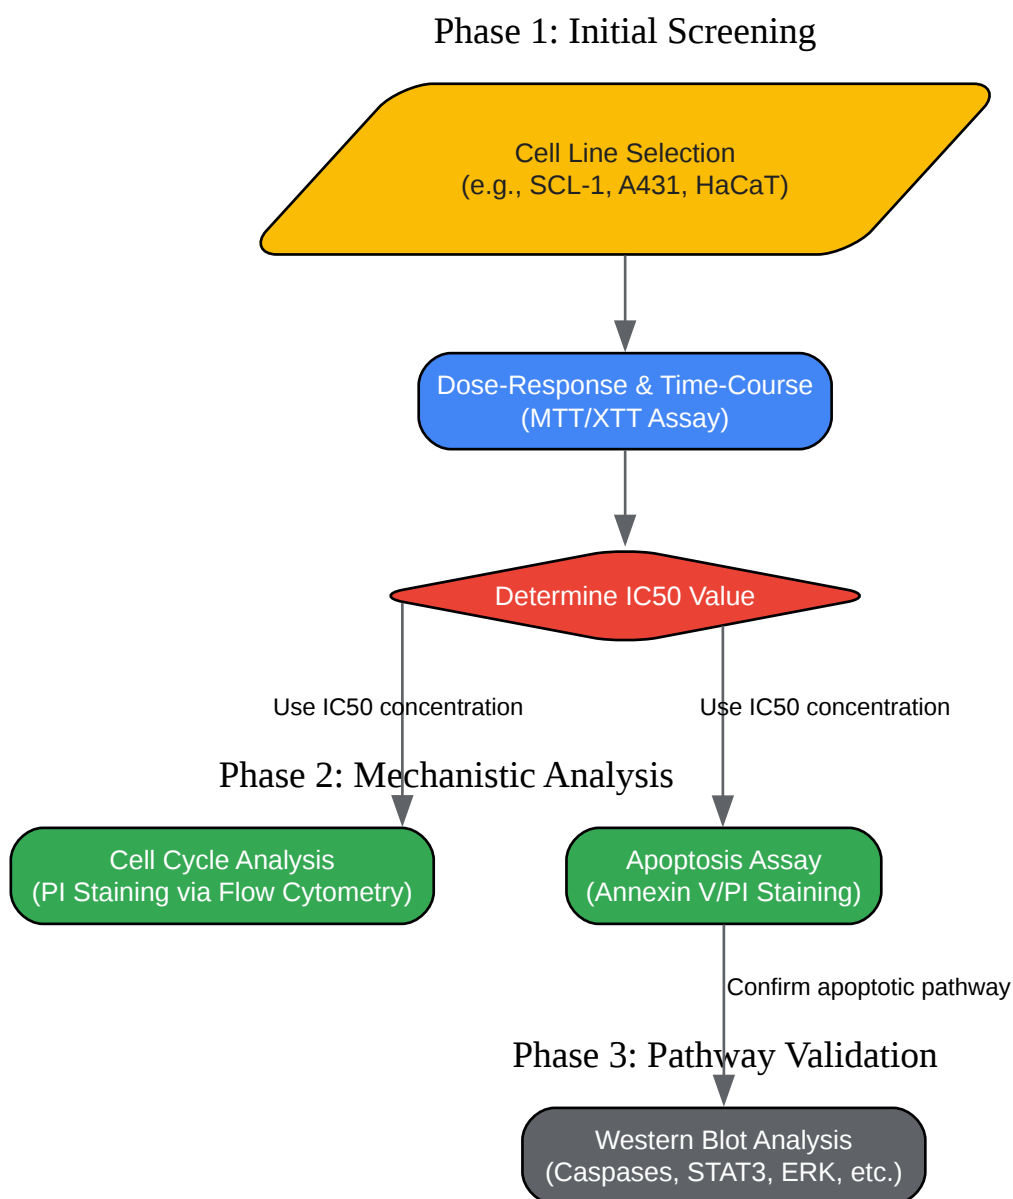 Phase 1: Initial Screening
Cell Line Selection
(e.g., SCL-1, A431, HaCaT)
Dose-Response & Time-Course
(MTT/XTT Assay)
Determine IC50 Value
Use IC50 concentration
Use IC50 concentration
Phase 2: Mechanistic Analysis
Cell Cycle Analysis
(PI Staining via Flow Cytometry)
Apoptosis Assay
(Annexin V/PI Staining)
Confirm apoptotic pathway
Phase 3: Pathway Validation
Western Blot Analysis
(Caspases, STAT3, ERK, etc.)